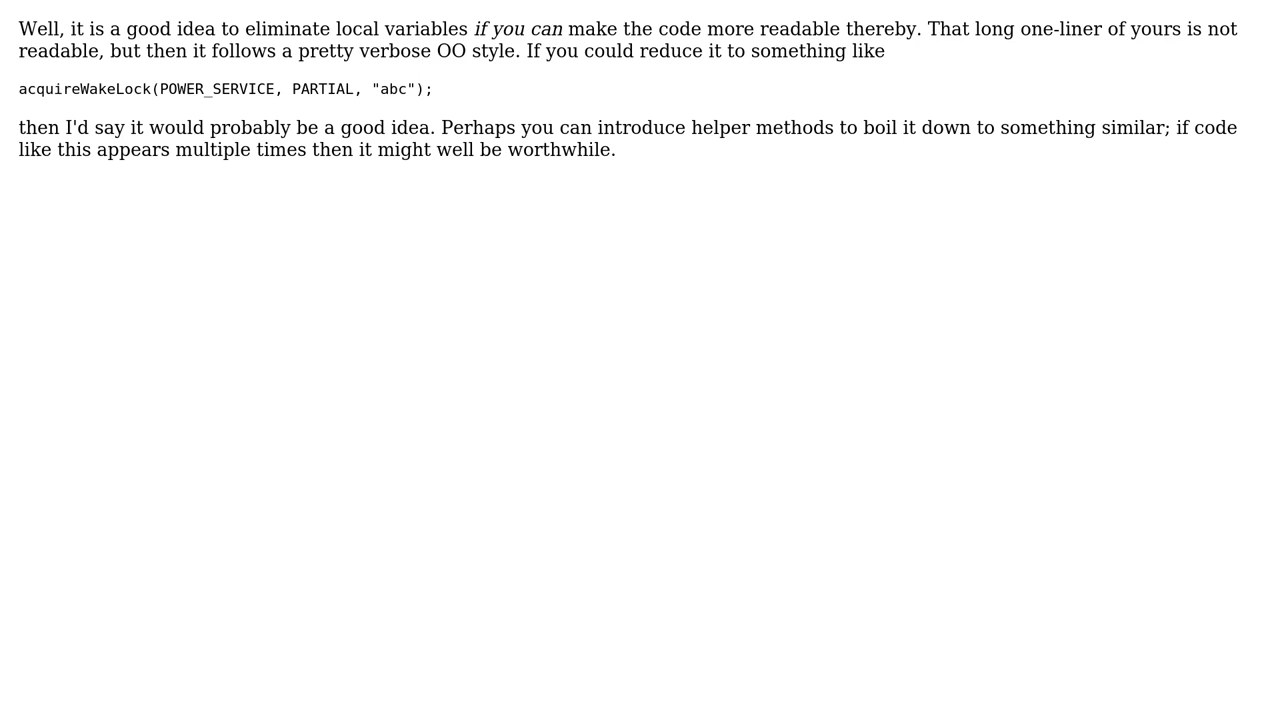 Well, it is a good idea to eliminate local variables if you can make the code more readable thereby. That long one-liner of yours is not
readable, but then it follows a pretty verbose OO style. If you could reduce it to something like
acquireWakeLock(POWER_SERVICE, PARTIAL, "abc");
then I'd say it would probably be a good idea. Perhaps you can introduce helper methods to boil it down to something similar; if code
like this appears multiple times then it might well be worthwhile.